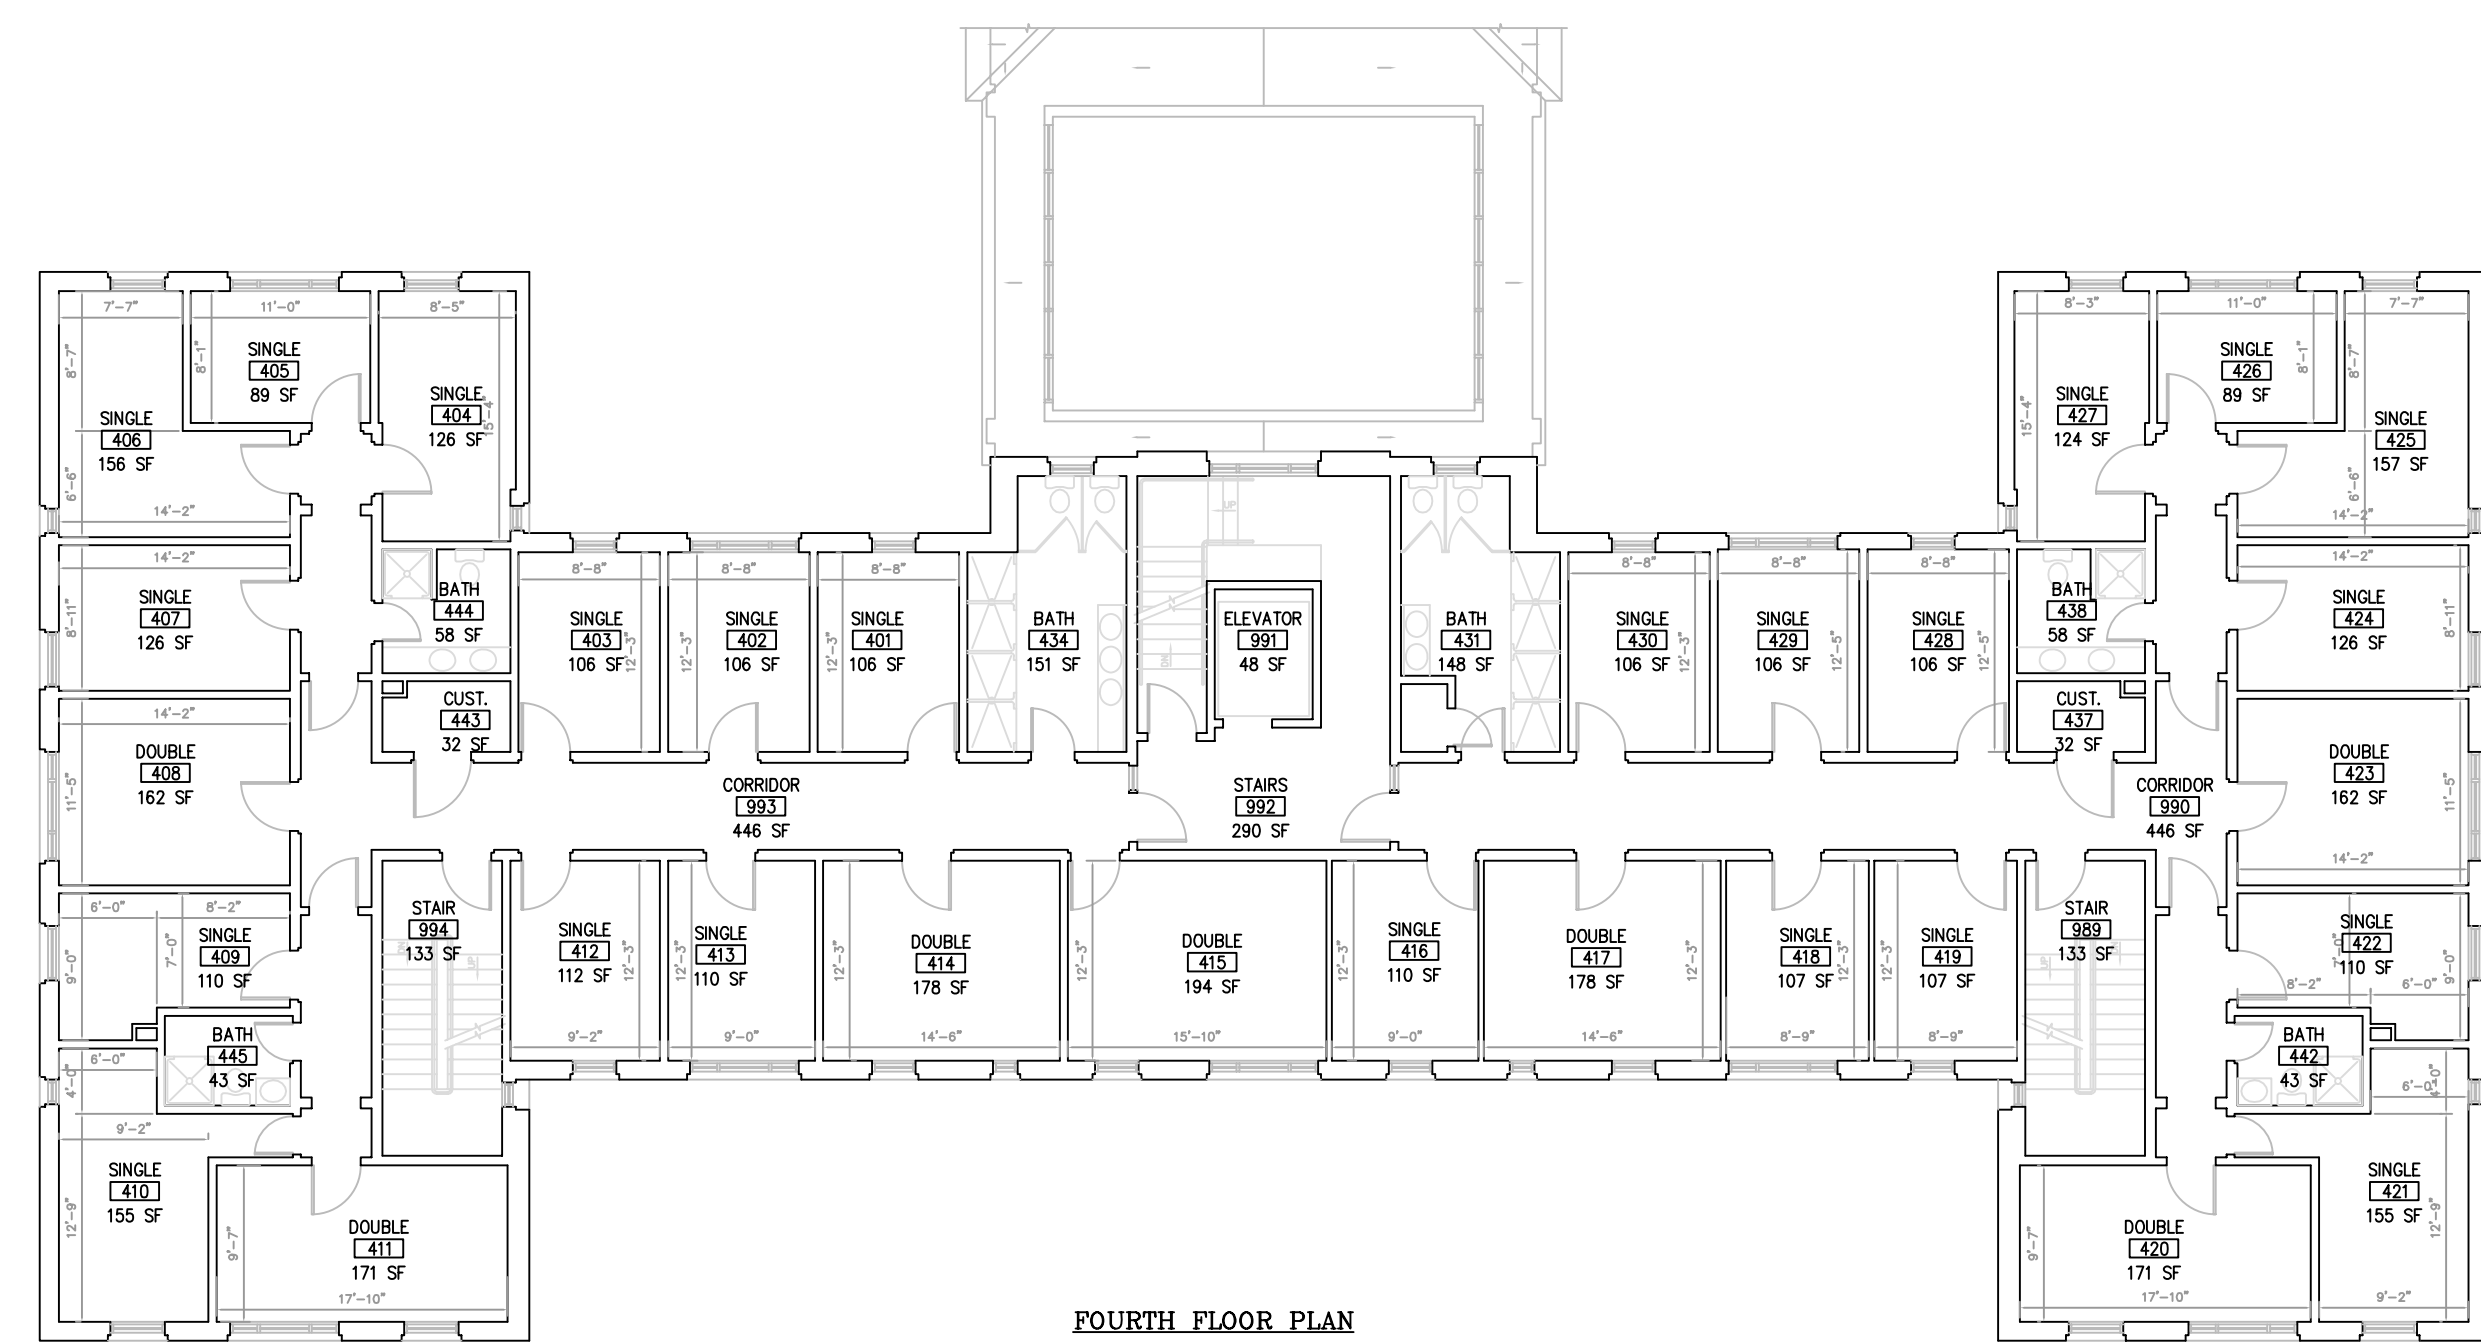 7'-7"
11'-0"
8'-5"
8'-3"
11'-0"
7'-7"
8'-7"
8'-1"
SINGLE
405
89 SF
SINGLE
404
126 SF
15'-4"
SINGLE
406
156 SF
6'-6"
14'-2"
15'-4"
SINGLE
427
124 SF
SINGLE
426
89 SF
8'-1"
8'-7"
SINGLE
425
157 SF
6'-6"
14'-2"
UP
DN
14'-2"
8'-11"
SINGLE
407
126 SF
BATH
444
58 SF
8'-8"
SINGLE
403
106 SF
12'-3"
8'-8"
12'-3"
SINGLE
402
106 SF
8'-8"
12'-3"
SINGLE
401
106 SF
BATH
434
151 SF
ELEVATOR
991
48 SF
BATH
431
148 SF
8'-8"
SINGLE
430
106 SF
12'-3"
8'-8"
SINGLE
429
106 SF
12'-5"
8'-8"
SINGLE
428
106 SF
12'-5"
BATH
438
58 SF
14'-2"
SINGLE
424
126 SF
8'-11"
14'-2"
DOUBLE
408
162 SF
11'-5"
CUST.
443
32 SF
CORRIDOR
993
446 SF
STAIRS
992
290 SF
CUST.
437
32 SF
CORRIDOR
990
446 SF
DOUBLE
423
162 SF
11'-5"
14'-2"
6'-0"
8'-2"
9'-0"
7'-0"
SINGLE
409
110 SF
STAIR
994
133 SF
DN
UP
SINGLE
412
112 SF
12'-3"
9'-2"
12'-3"
SINGLE
413
110 SF
9'-0"
12'-3"
DOUBLE
414
178 SF
14'-6"
12'-3"
DOUBLE
415
194 SF
15'-10"
12'-3"
SINGLE
416
110 SF
9'-0"
DOUBLE
417
178 SF
12'-3"
14'-6"
SINGLE
418
107 SF
12'-3"
8'-9"
12'-3"
SINGLE
419
107 SF
8'-9"
STAIR
989
133 SF
UP
DN
SINGLE
422
110 SF
7'-0"
9'-0"
8'-2"
6'-0"
BATH
445
43 SF
6'-0"
4'-0"
9'-2"
SINGLE
410
155 SF
12'-9"
9'-7"
DOUBLE
411
171 SF
17'-10"
BATH
442
43 SF
6'-0"
4'-0"
SINGLE
421
155 SF
12'-9"
9'-7"
DOUBLE
420
171 SF
17'-10"
9'-2"
FOURTH FLOOR PLAN